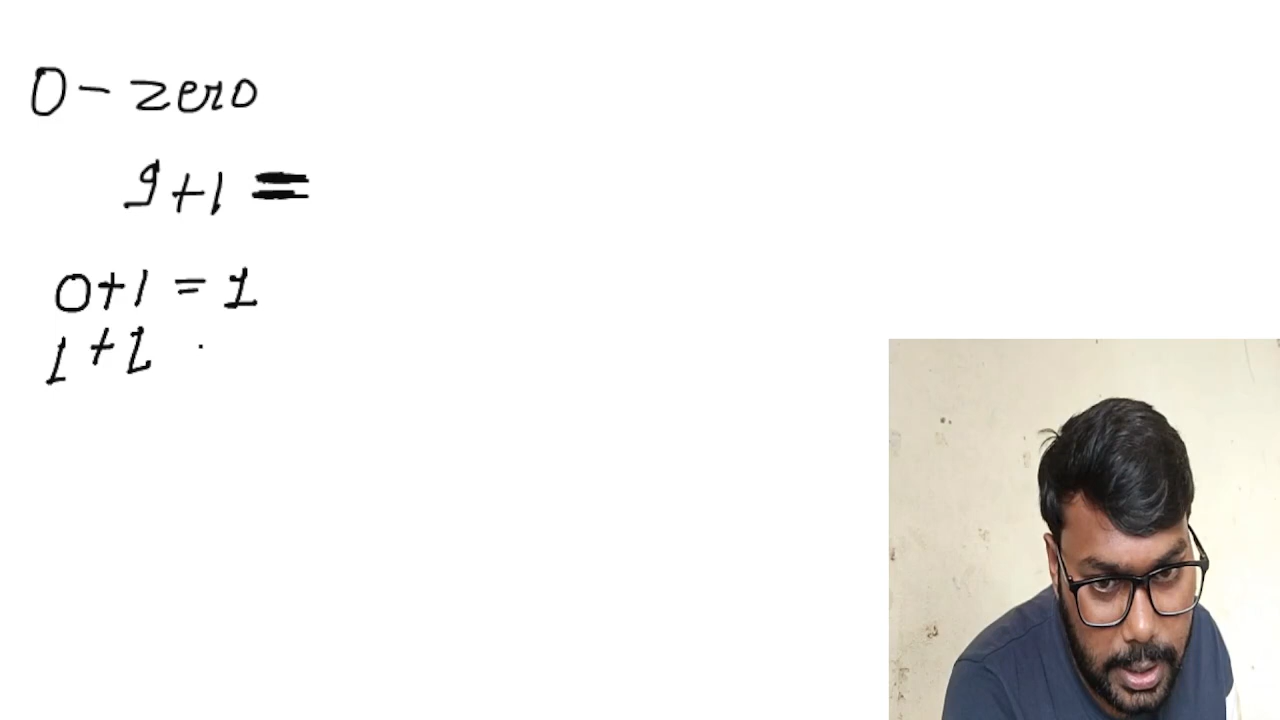 0 - zero
9+1 =
0+1 = 1
1+1